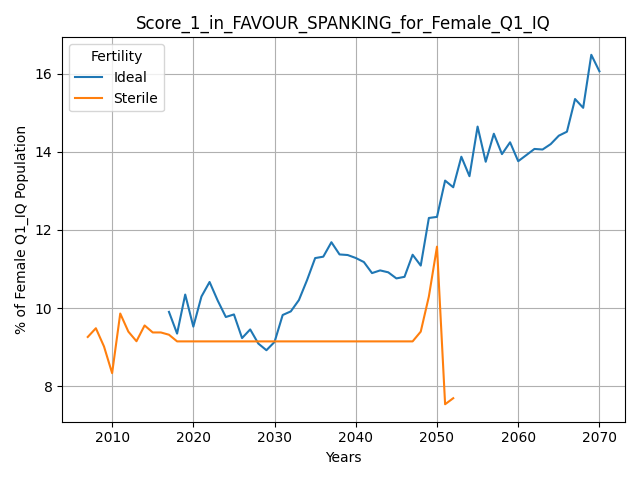 Score_1_in_FAVOUR_SPANKING_for_Female_Q1_IQ
Fertility
Ideal
Sterile
% of Female Q1_IQ Population
16
14
12
10
8
2010 2020 2030 2040 2050 2060 2070
Years